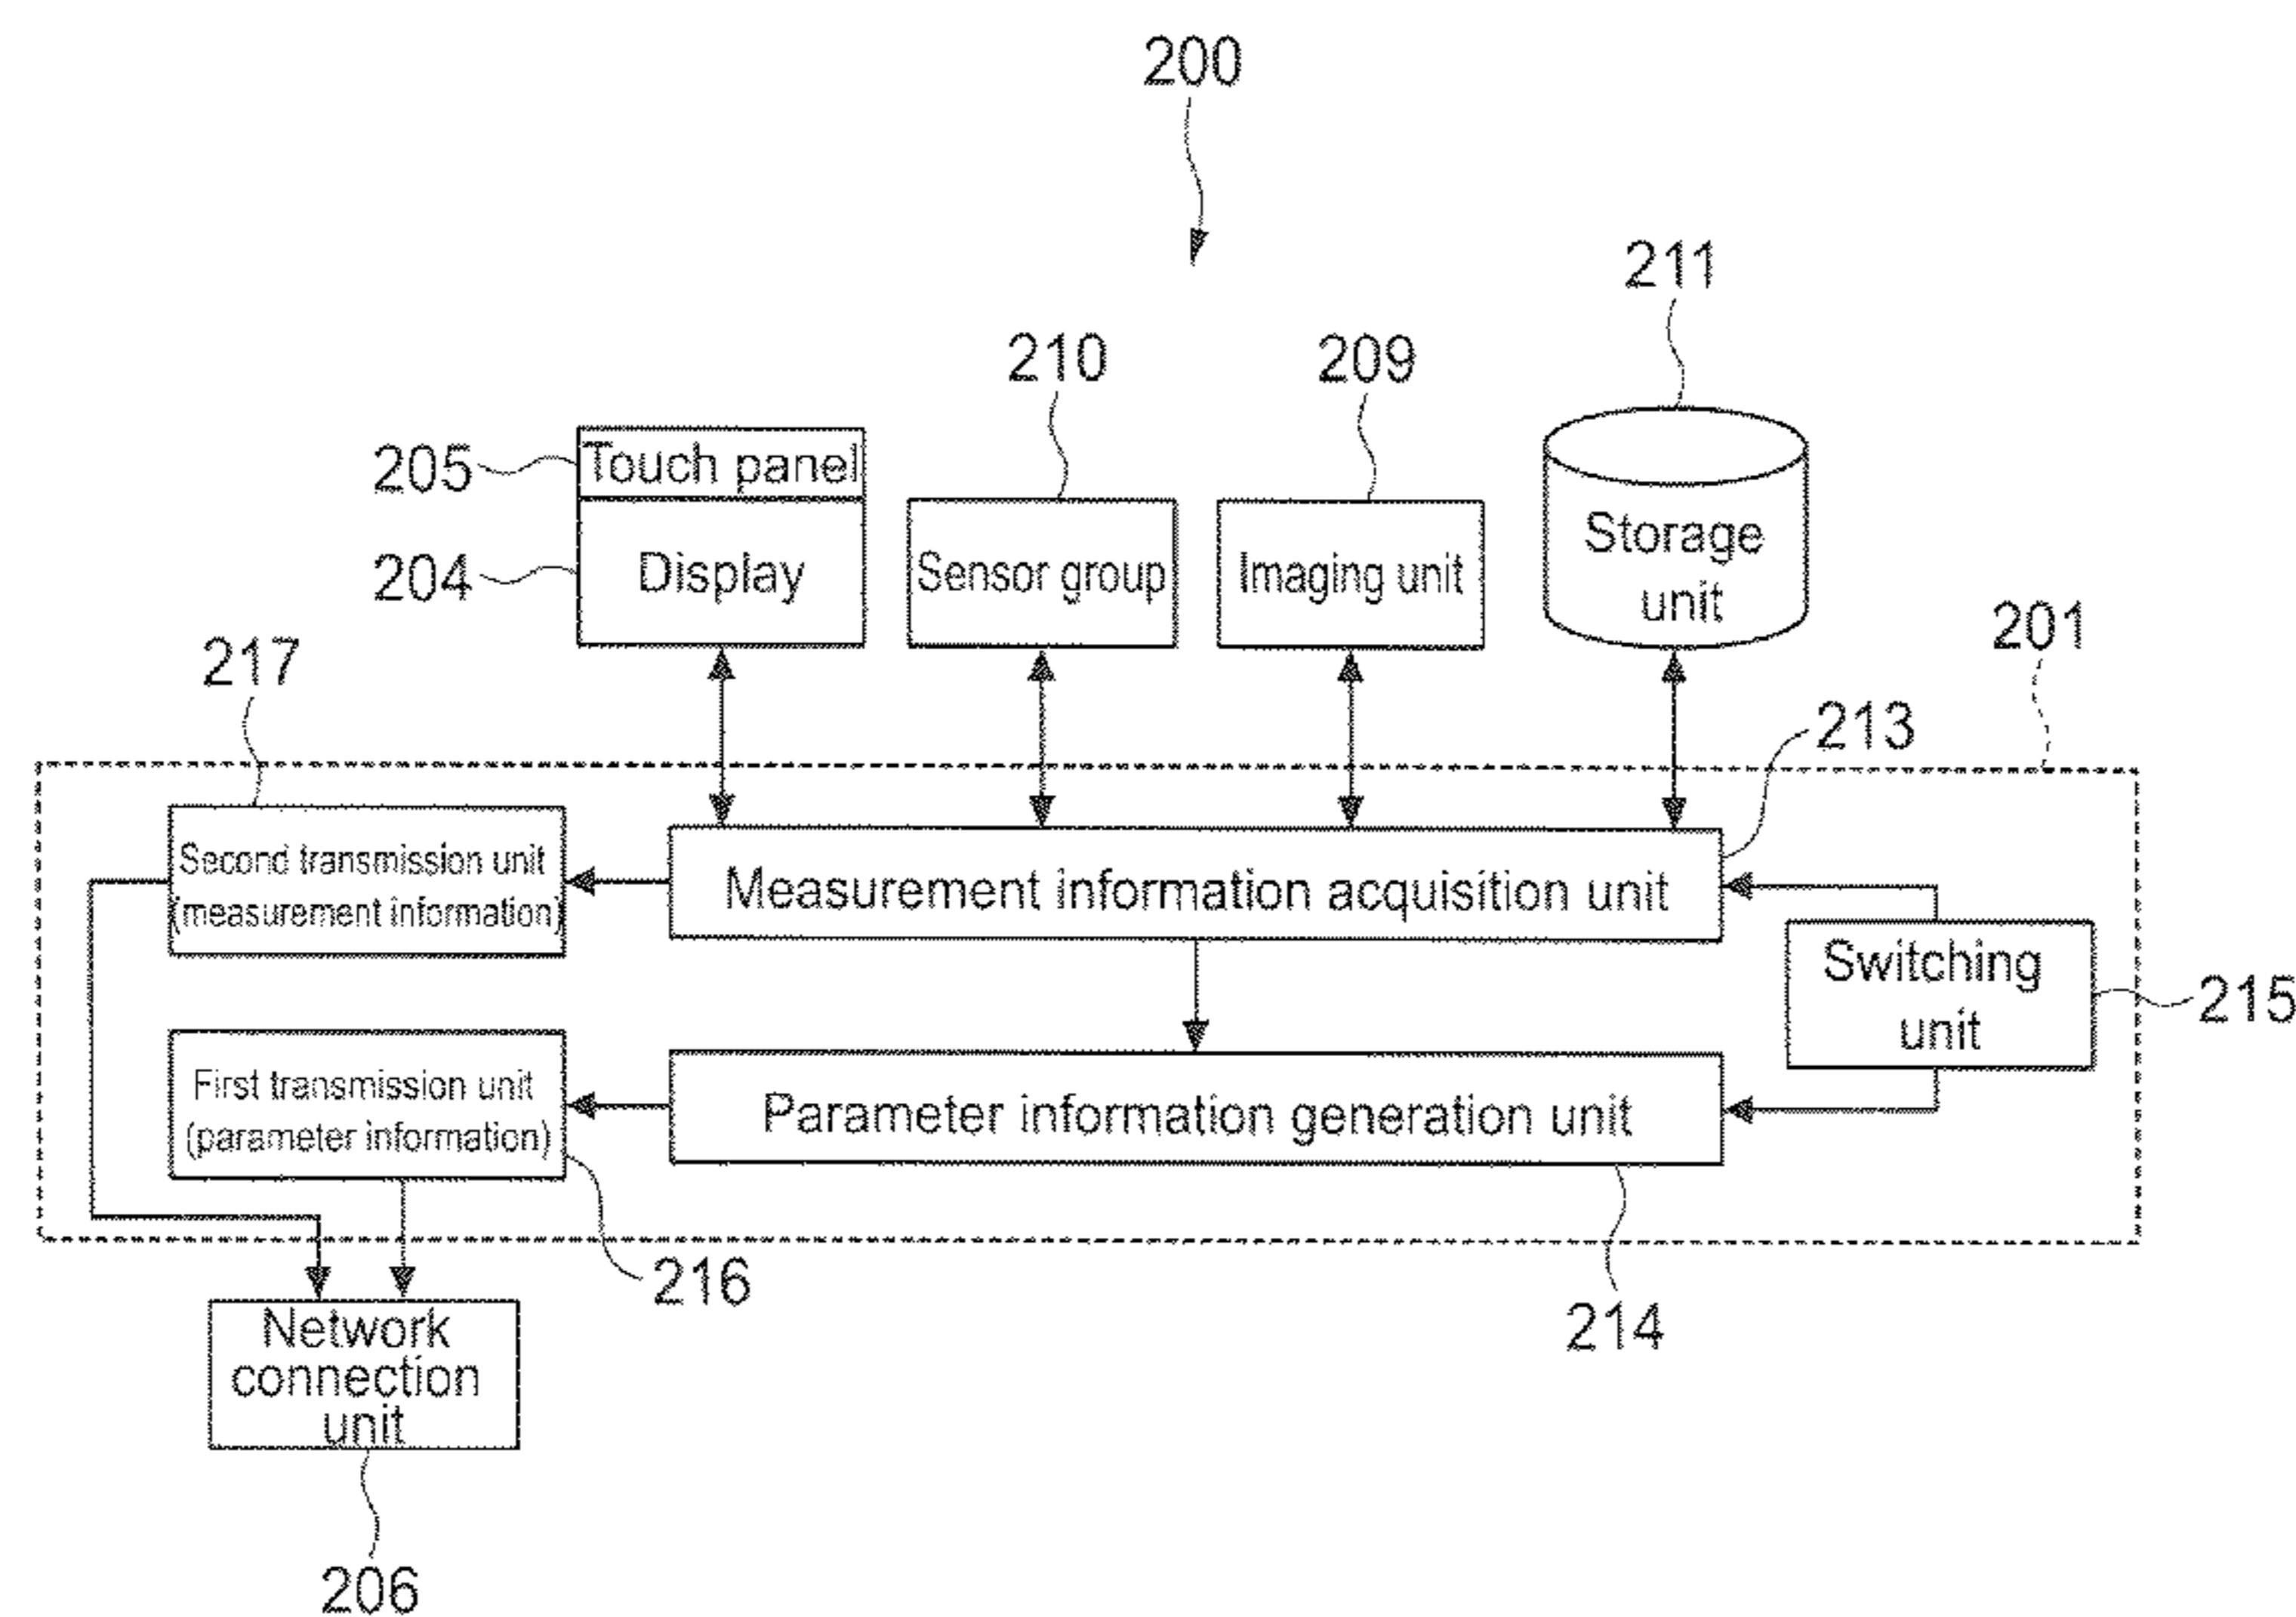 200
211
210
209
205
Touch panel
204
Display
Sensor group
Imaging unit
Storage
unit
201
217
213
Second transmission unit
(measurement information)
Measurement information acquisition unit
Switching
unit
215
First transmission unit
(parameter information)
Parameter information generation unit
216
214
Network
connection
unit
206